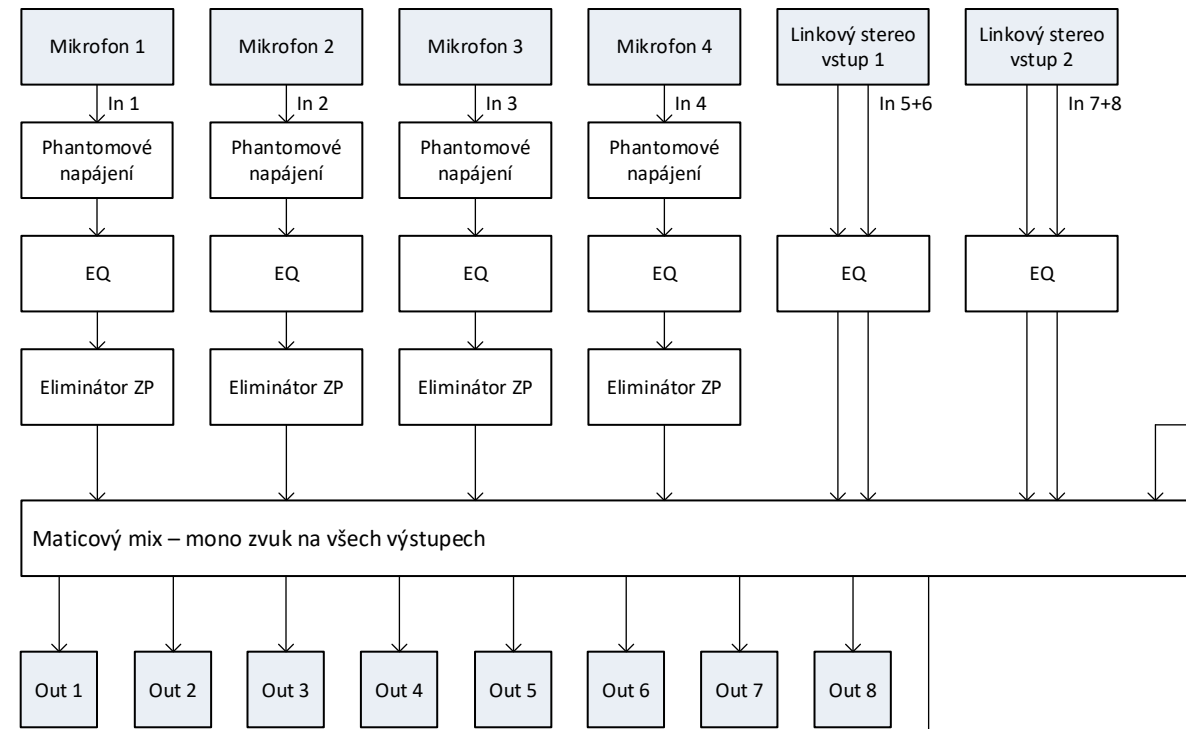 Mikrofon 1
Mikrofon 2
Mikrofon 3
Mikrofon 4
Linkový stereo
vstup 1
Linkový stereo
vstup 2
In 1
In 2
In 3
In 4
In 5+6
In 7+8
Phantomové
napájení
Phantomové
napájení
Phantomové
napájení
Phantomové
napájení
EQ
EQ
EQ
EQ
EQ
EQ
Eliminátor ZP
Eliminátor ZP
Eliminátor ZP
Eliminátor ZP
Maticový mix – mono zvuk na všech výstupech
Out 1
Out 2
Out 3
Out 4
Out 5
Out 6
Out 7
Out 8